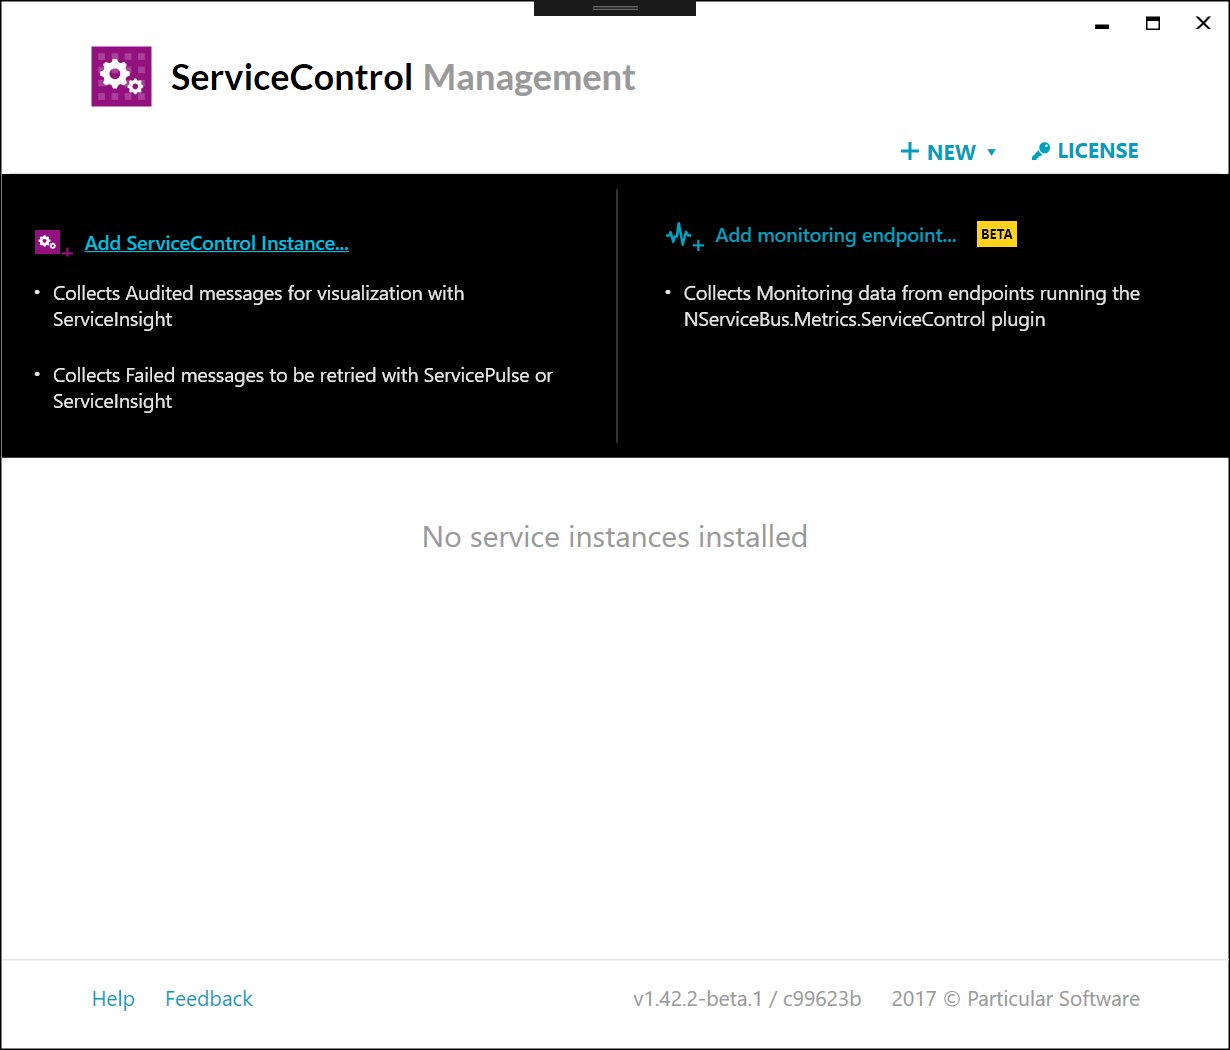 ServiceControl Management
NEW
LICENSE
Add ServiceControl Instance...
• Collects Audited messages for visualization with
ServiceInsight
• Collects Failed messages to be retried with ServicePulse or
ServiceInsight
Add monitoring endpoint... BETA
• Collects Monitoring data from endpoints running the
NServiceBus.Metrics.ServiceControl plugin
No service instances installed
Help Feedback v1.42.2-beta.1 / c99623b 2017 © Particular Software